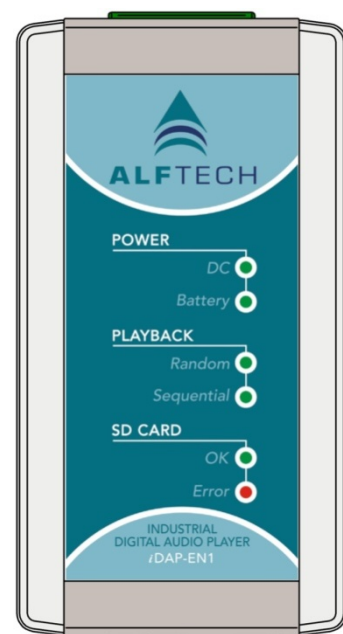 ALFTECH
POWER
DC
Battery
PLAYBACK
Random
Sequential
SD CARD
OK
Error
INDUSTRIAL
DIGITAL AUDIO PLAYER
iDAP-EN1